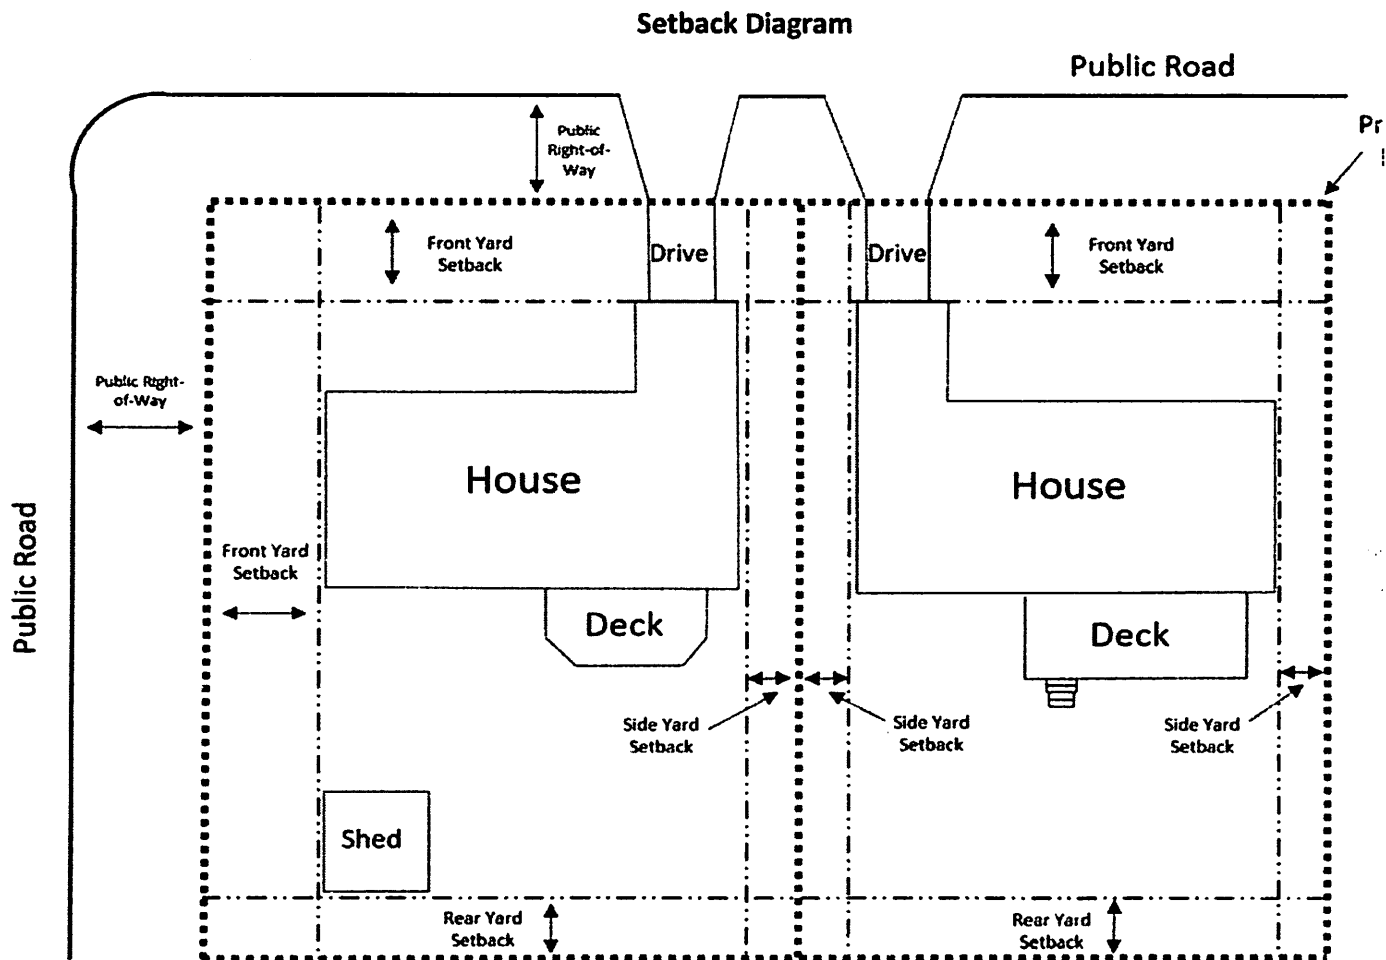 Setback Diagram
Public Road
Public
Right-of-
Way
Pr
Front Yard
Setback
Drive
Drive
Front Yard
Setback
Public Right-
of-Way
House
House
Public Road
Front Yard
Setback
Deck
Deck
Side Yard
Setback
Side Yard
Setback
Side Yard
Setback
Shed
Rear Yard
Setback
Rear Yard
Setback